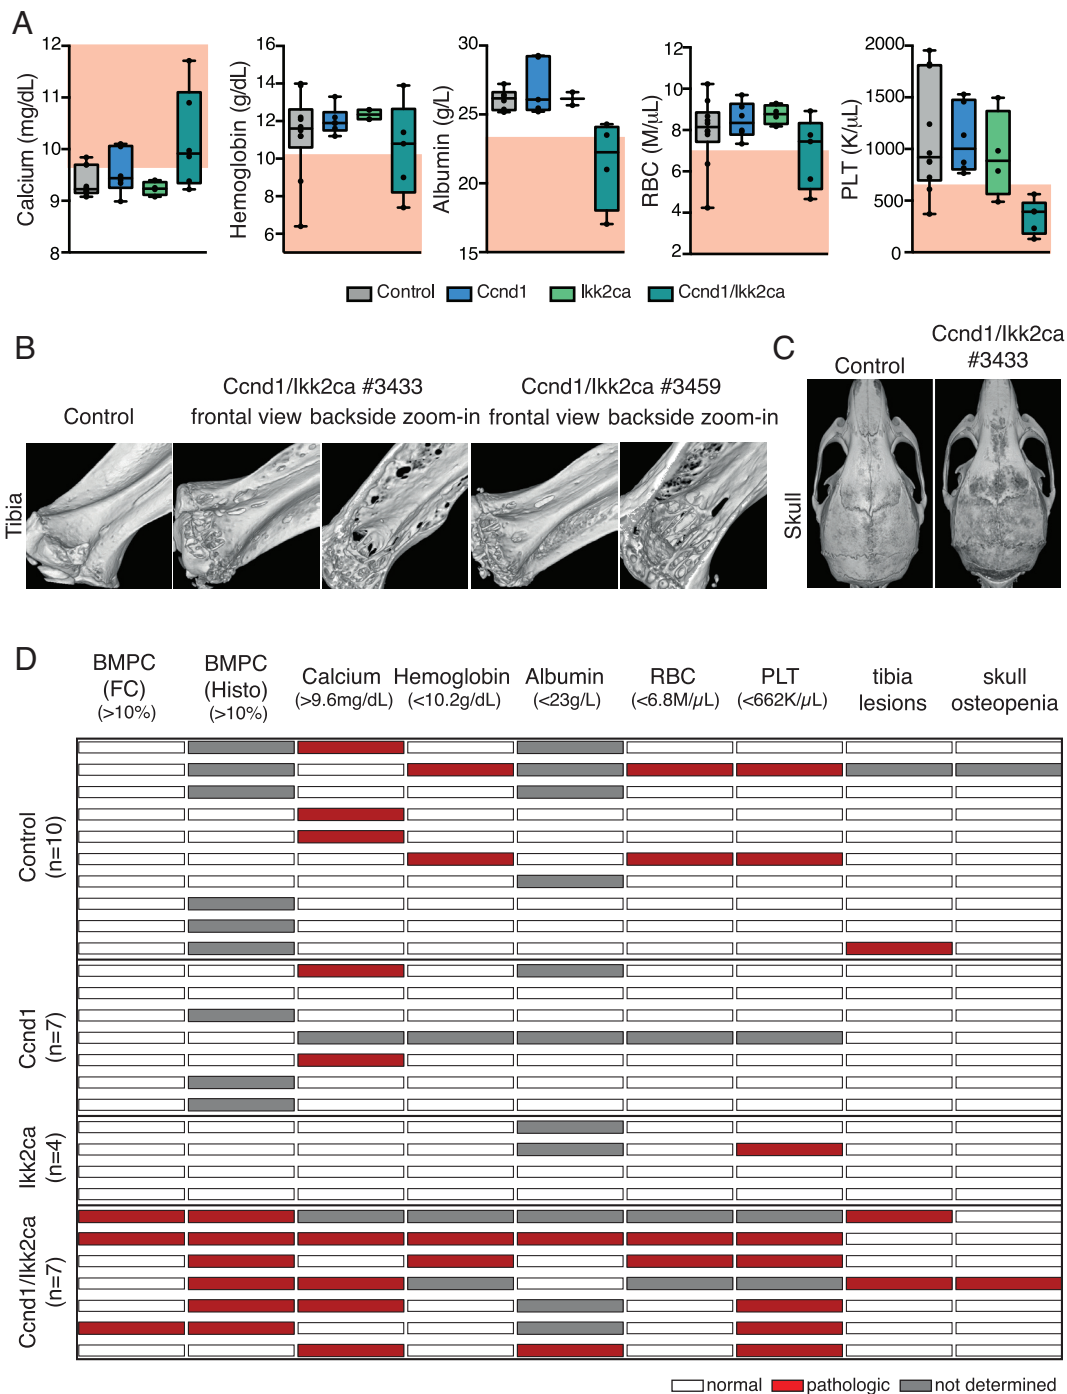 A
Calcium (mg/dL)
12
11
10
9
8
Hemoglobin (g/dL)
16
14
12
10
8
6
Albumin (g/L)
30
25
20
15
RBC (M/μL)
12
10
8
6
4
2
PLT (K/μL)
2000
1500
1000
500
0
Control Ccnd1 Ikk2ca Ccnd1/Ikk2ca
B
Ccnd1/Ikk2ca #3433 Ccnd1/Ikk2ca #3459
Control frontal view backside zoom-in frontal view backside zoom-in
Tibia
C
Ccnd1/Ikk2ca
Control #3433
Skull
D
BMPC
(FC)
(>10%)
BMPC
(Histo)
(>10%)
Calcium
(>9.6mg/dL)
Hemoglobin
(<10.2g/dL)
Albumin
(<23g/L)
RBC
(<6.8M/μL)
PLT
(<662K/μL)
tibia
lesions
skull
osteopenia
Control
(n=10)
Ccnd1
(n=7)
Ikk2ca
(n=4)
Ccnd1/Ikk2ca
(n=7)
normal pathologic not determined